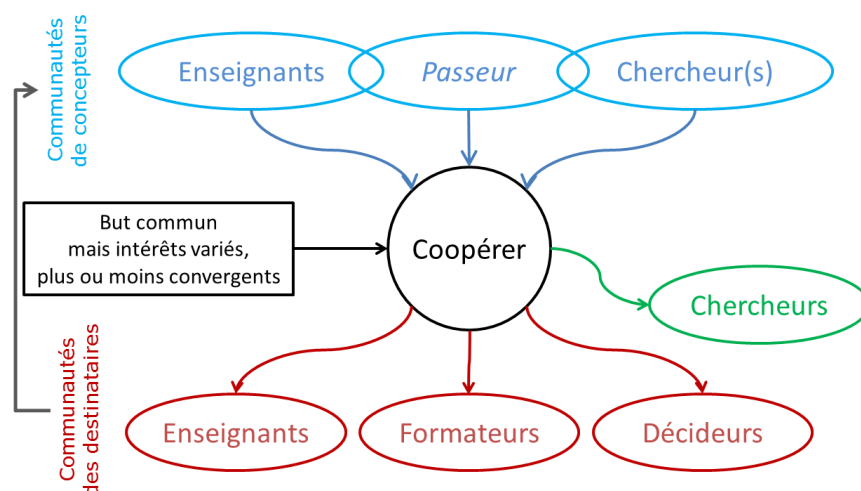 Communautés
de concepteurs
Enseignants
Passeur
Chercheur(s)
But commun
mais intérêts variés,
plus ou moins convergents
Coopérer
Chercheurs
Communautés
des destinataires
Enseignants
Formateurs
Décideurs